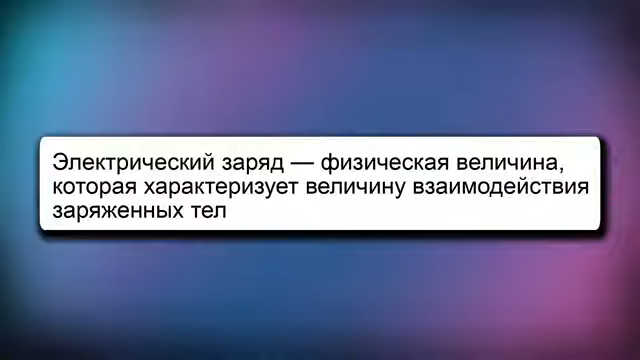 Электрический заряд — физическая величина,
которая характеризует величину взаимодействия
заряженных тел